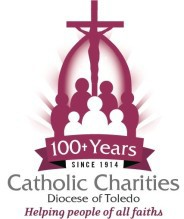 100+ Years
SINCE 1914
Catholic Charities
Diocese of Toledo
Helping people of all faiths